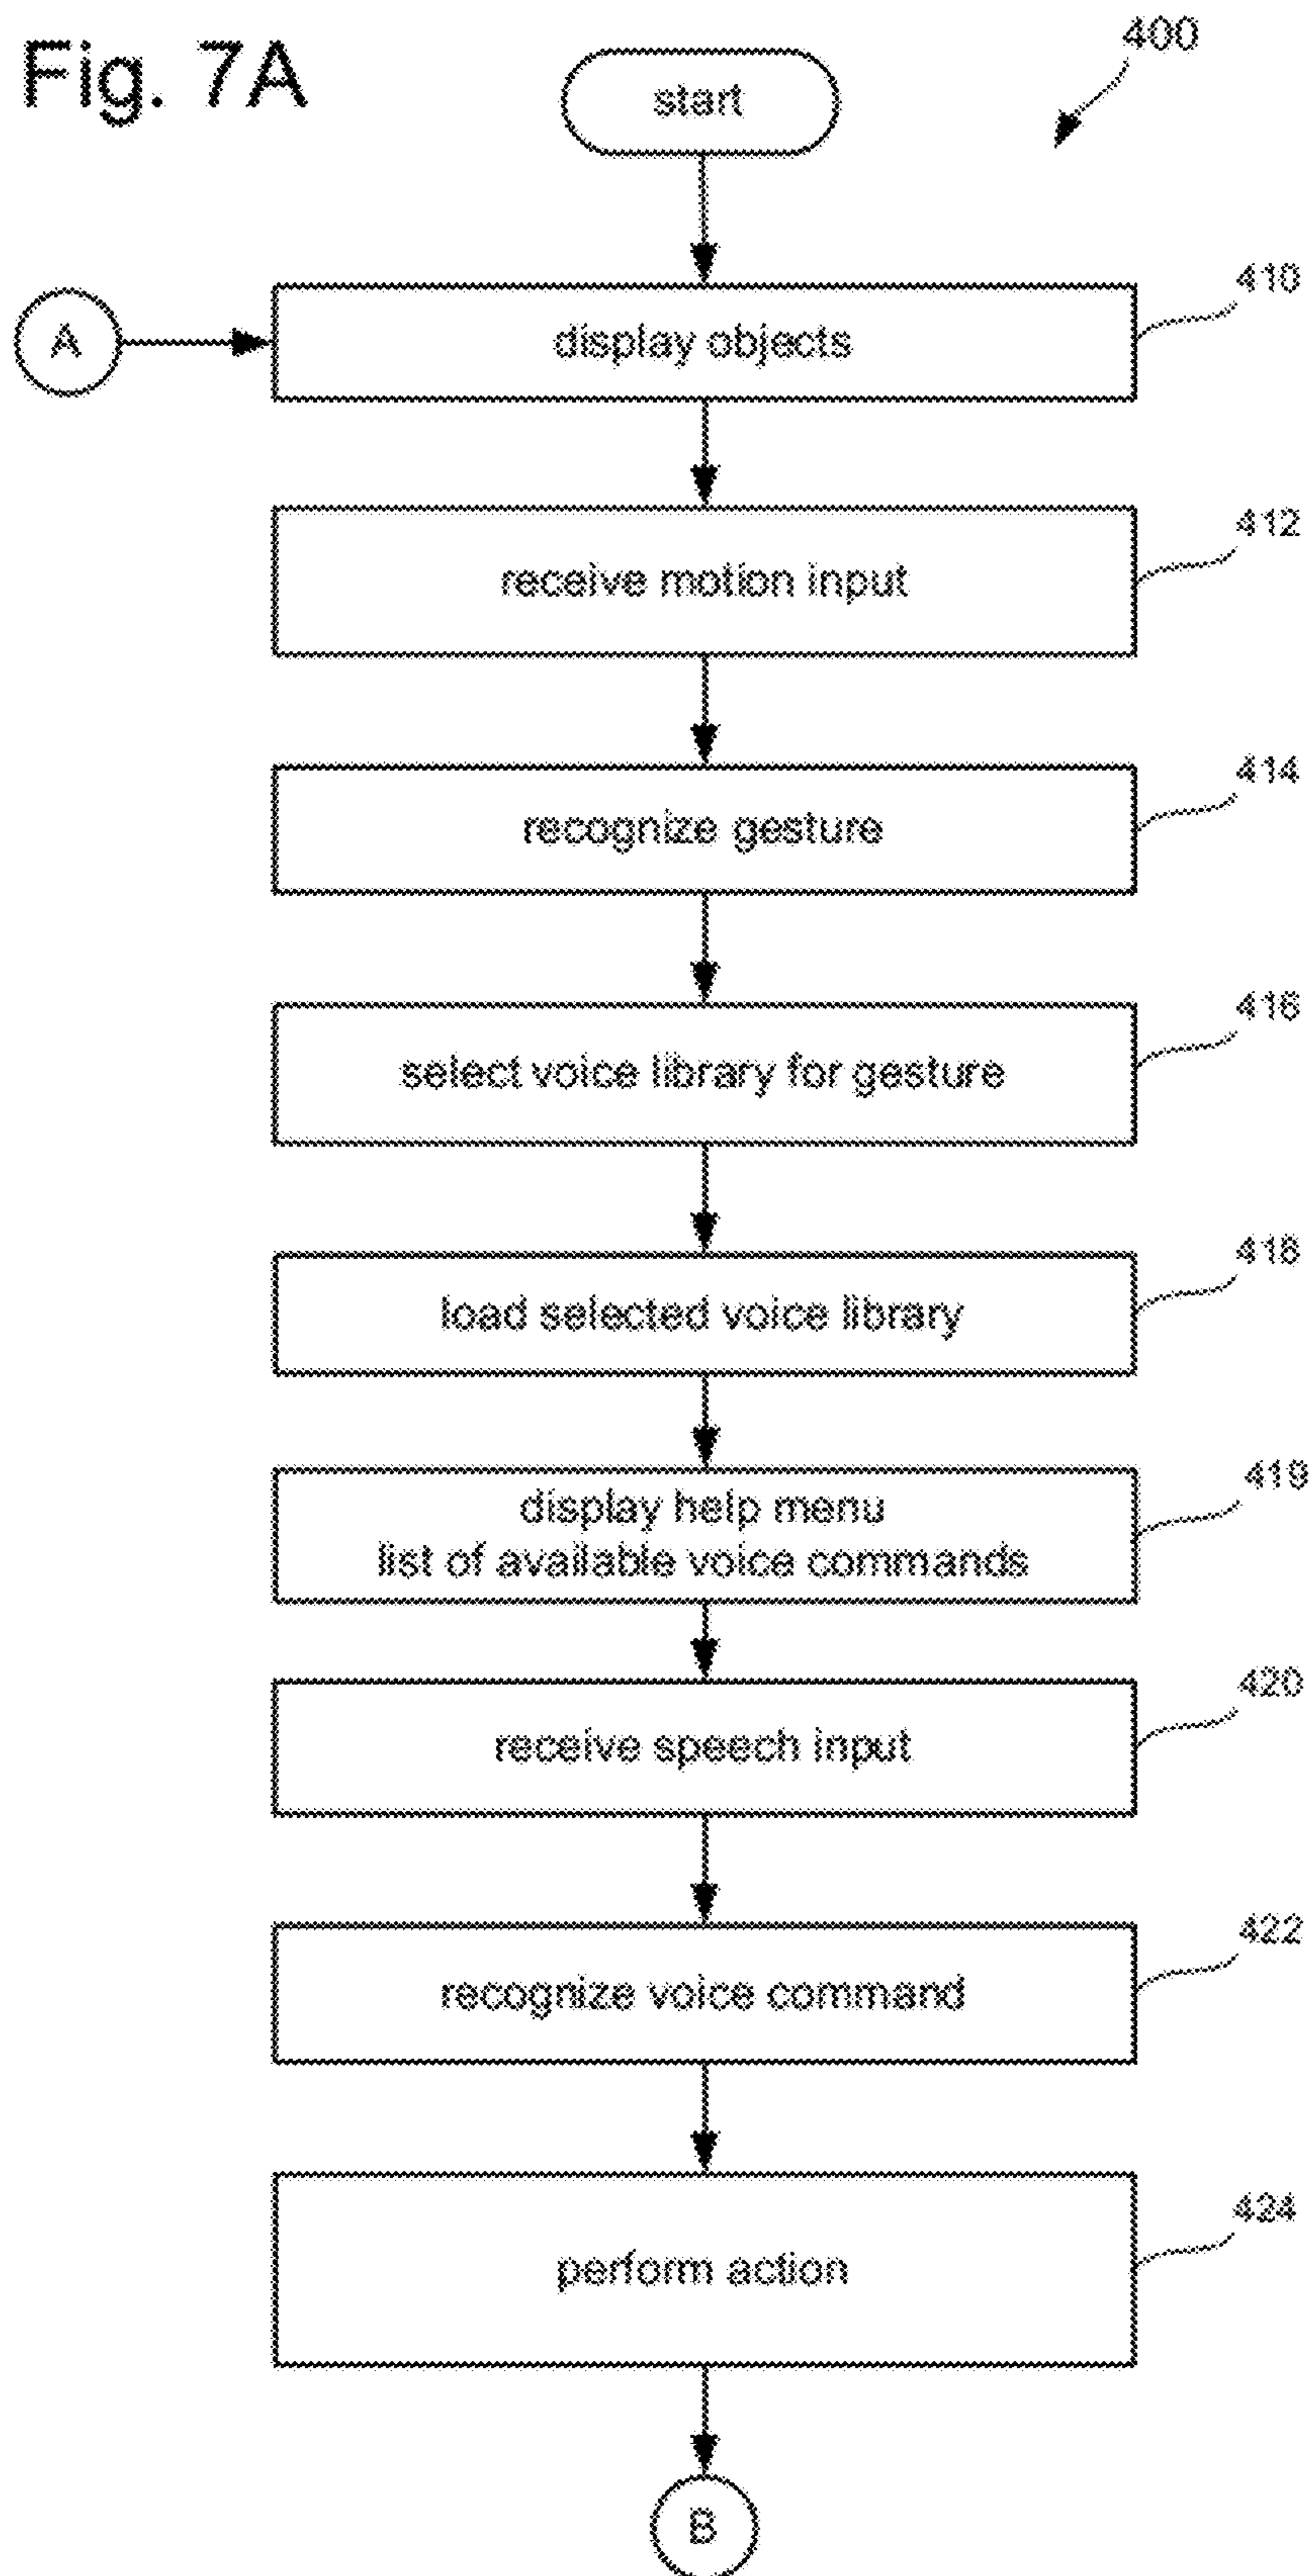 Fig. 7A
400
start
A
display objects
410
receive motion input
412
recognize gesture
414
select voice library for gesture
416
load selected voice library
418
display help menu
list of available voice commands
419
receive speech input
420
recognize voice command
422
perform action
424
B